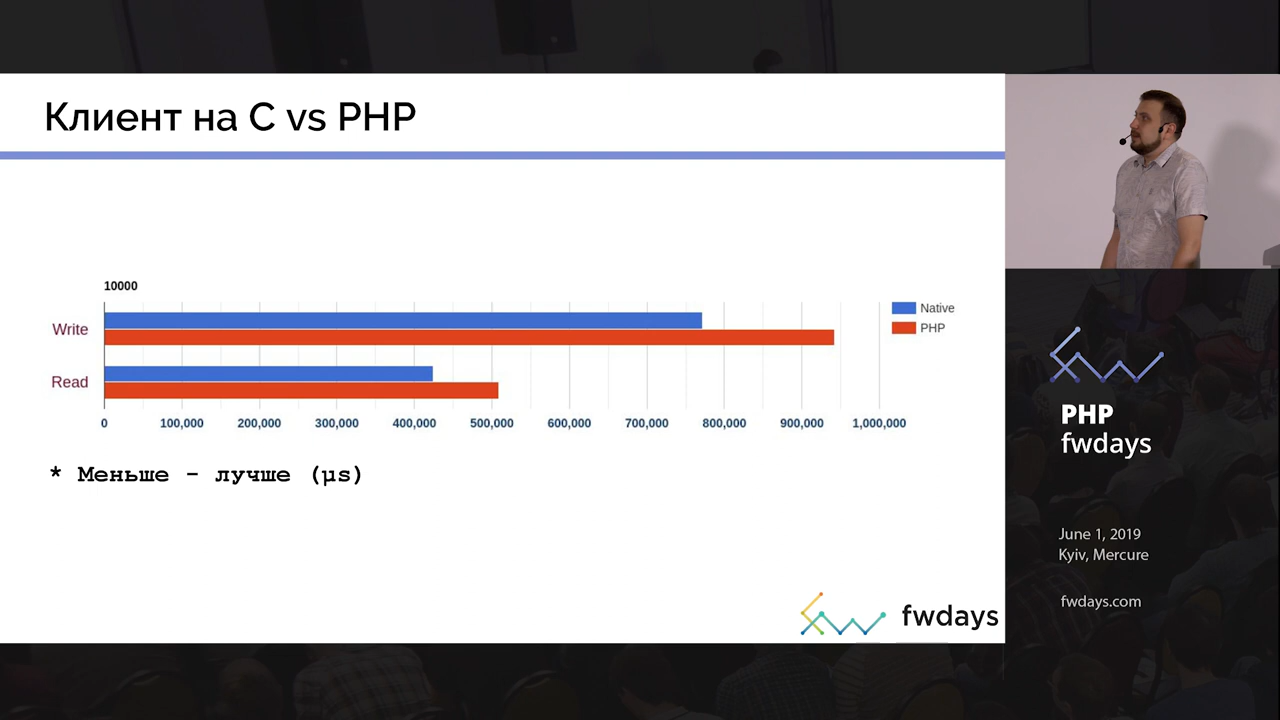 Клиент на C vs PHP
10000
Write
Read
Native
PHP
0 100,000 200,000 300,000 400,000 500,000 600,000 700,000 800,000 900,000 1,000,000
* Меньше - лучше (µs)
fwdays
PHP
fwdays
June 1, 2019
Kyiv, Mercure
fwdays.com